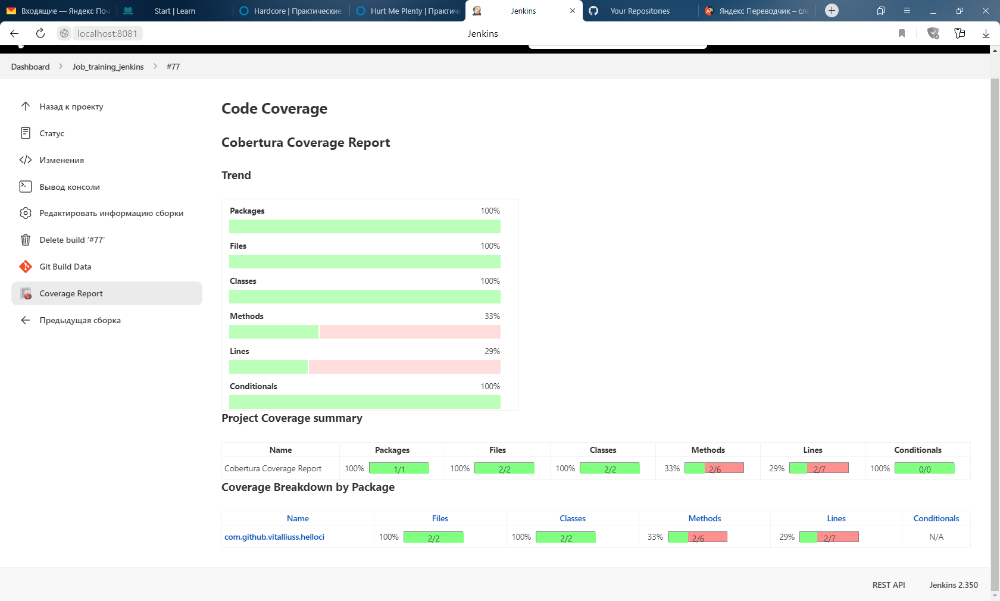 Входящие — Яндекс Поч
Start | Learn
Hardcore | Практические
Hurt Me Plenty | Практиче
Jenkins
Your Repositories
Яндекс Переводчик – сло
localhost:8081
Jenkins
Dashboard
Job_training_jenkins
#77
Назад к проекту
Статус
Изменения
Вывод консоли
Редактировать информацию сборки
Delete build ‘#77’
Git Build Data
Coverage Report
Предыдущая сборка
Code Coverage
Cobertura Coverage Report
Trend
Packages 100%
Files 100%
Classes 100%
Methods 33%
Lines 29%
Conditionals 100%
Project Coverage summary
Name Packages Files Classes Methods Lines Conditionals
Cobertura Coverage Report 100% 1/1 100% 2/2 100% 2/2 33% 2/6 29% 2/7 100% 0/0
Coverage Breakdown by Package
Name Files Classes Methods Lines Conditionals
com.github.vitalliuss.helloci 100% 2/2 100% 2/2 33% 2/6 29% 2/7 N/A
REST API Jenkins 2.350